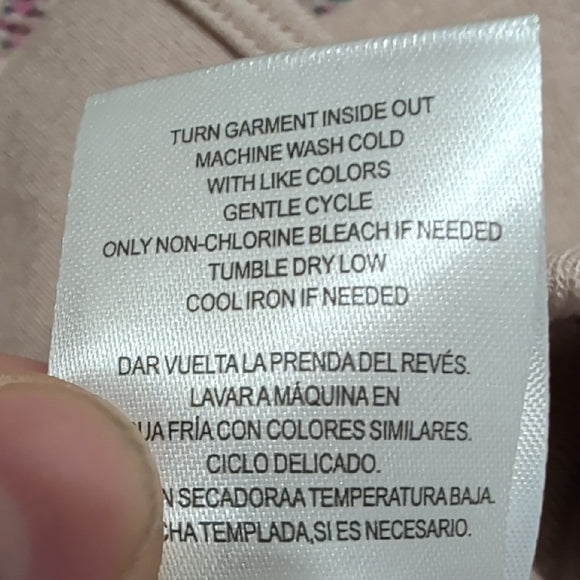 TURN GARMENT INSIDE OUT
MACHINE WASH COLD
WITH LIKE COLORS
GENTLE CYCLE
ONLY NON-CHLORINE BLEACH IF NEEDED
TUMBLE DRY LOW
COOL IRON IF NEEDED
DAR VUELTA LA PRENDA DEL REVÉS.
LAVAR A MÁQUINA EN
FRÍA CON COLORES SIMILARES.
CICLO DELICADO.
SECADORA A TEMPERATURA BAJA.
TEMPLADA, SI ES NECESARIO.